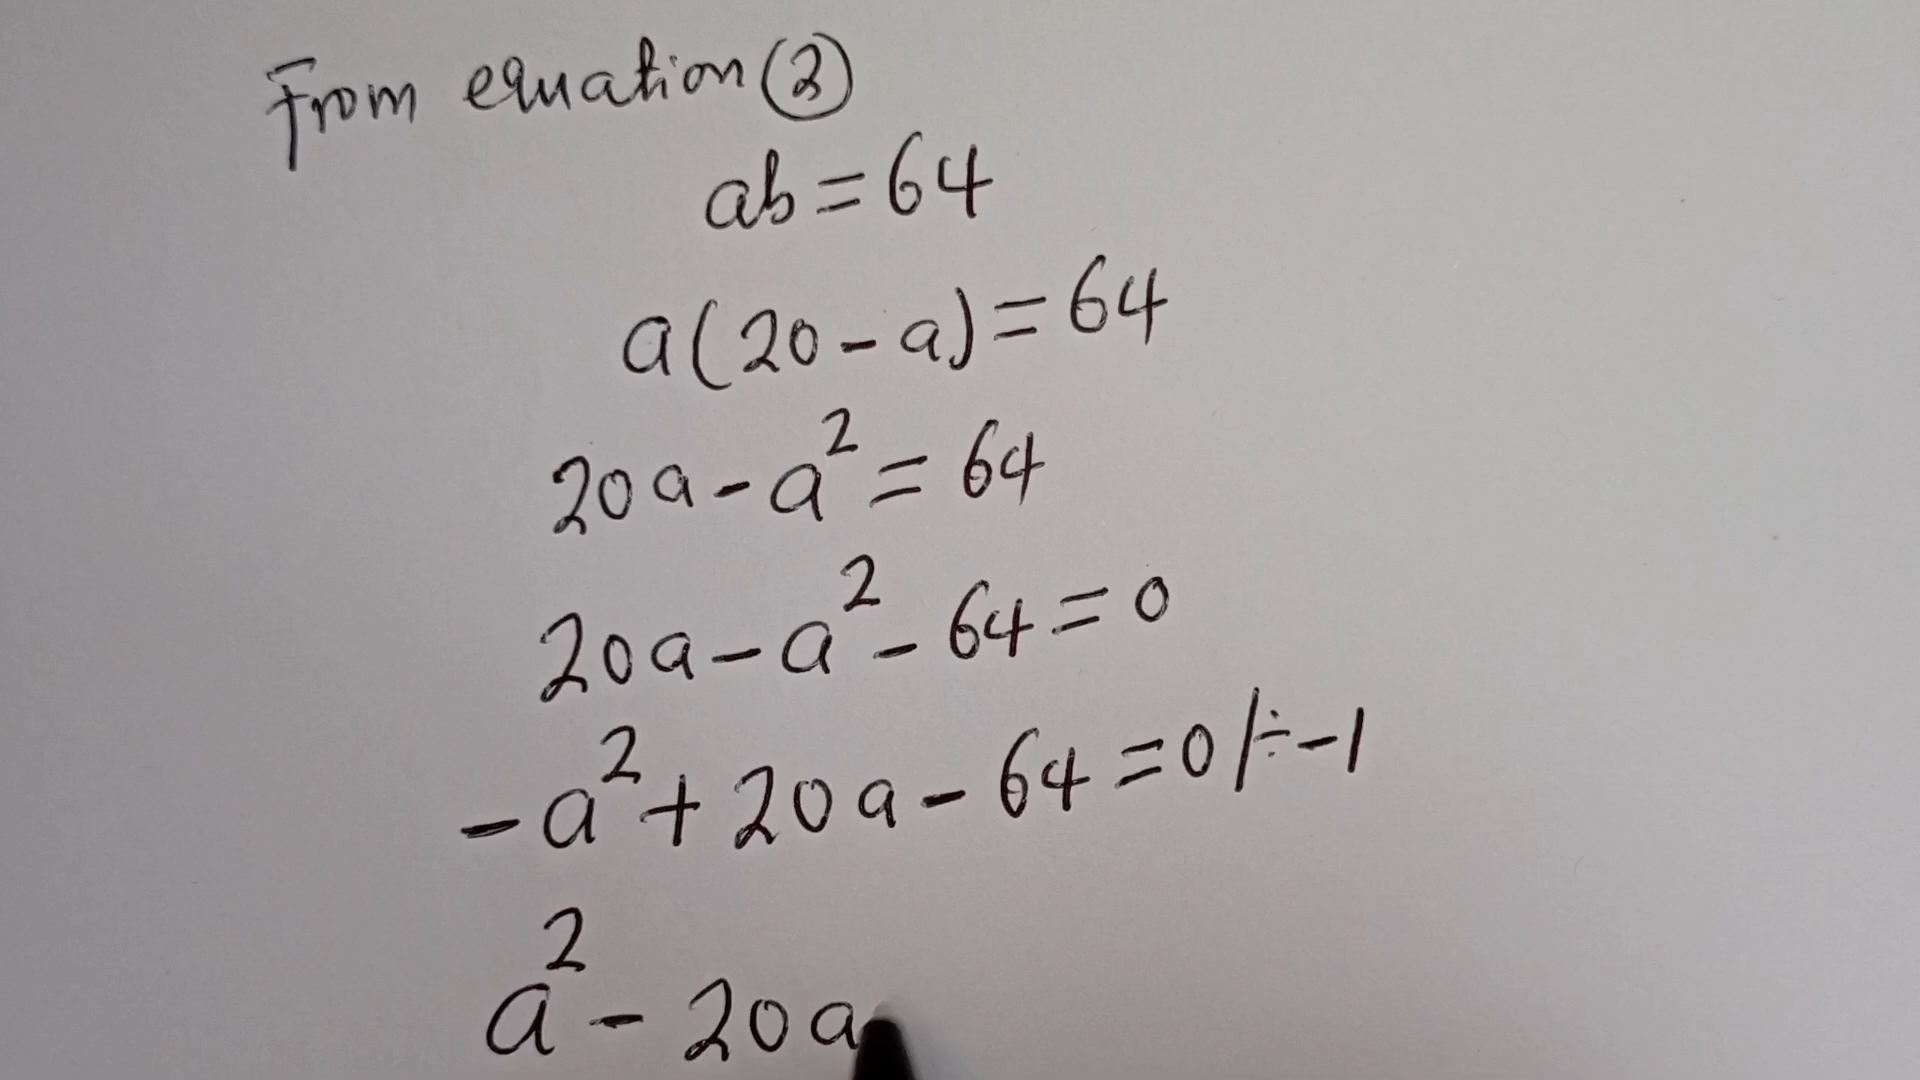 From equation (2)
ab = 64
a(20 - a) = 64
20a - a² = 64
20a - a² - 64 = 0
-a² + 20a - 64 = 0 / ÷ -1
a² - 20a